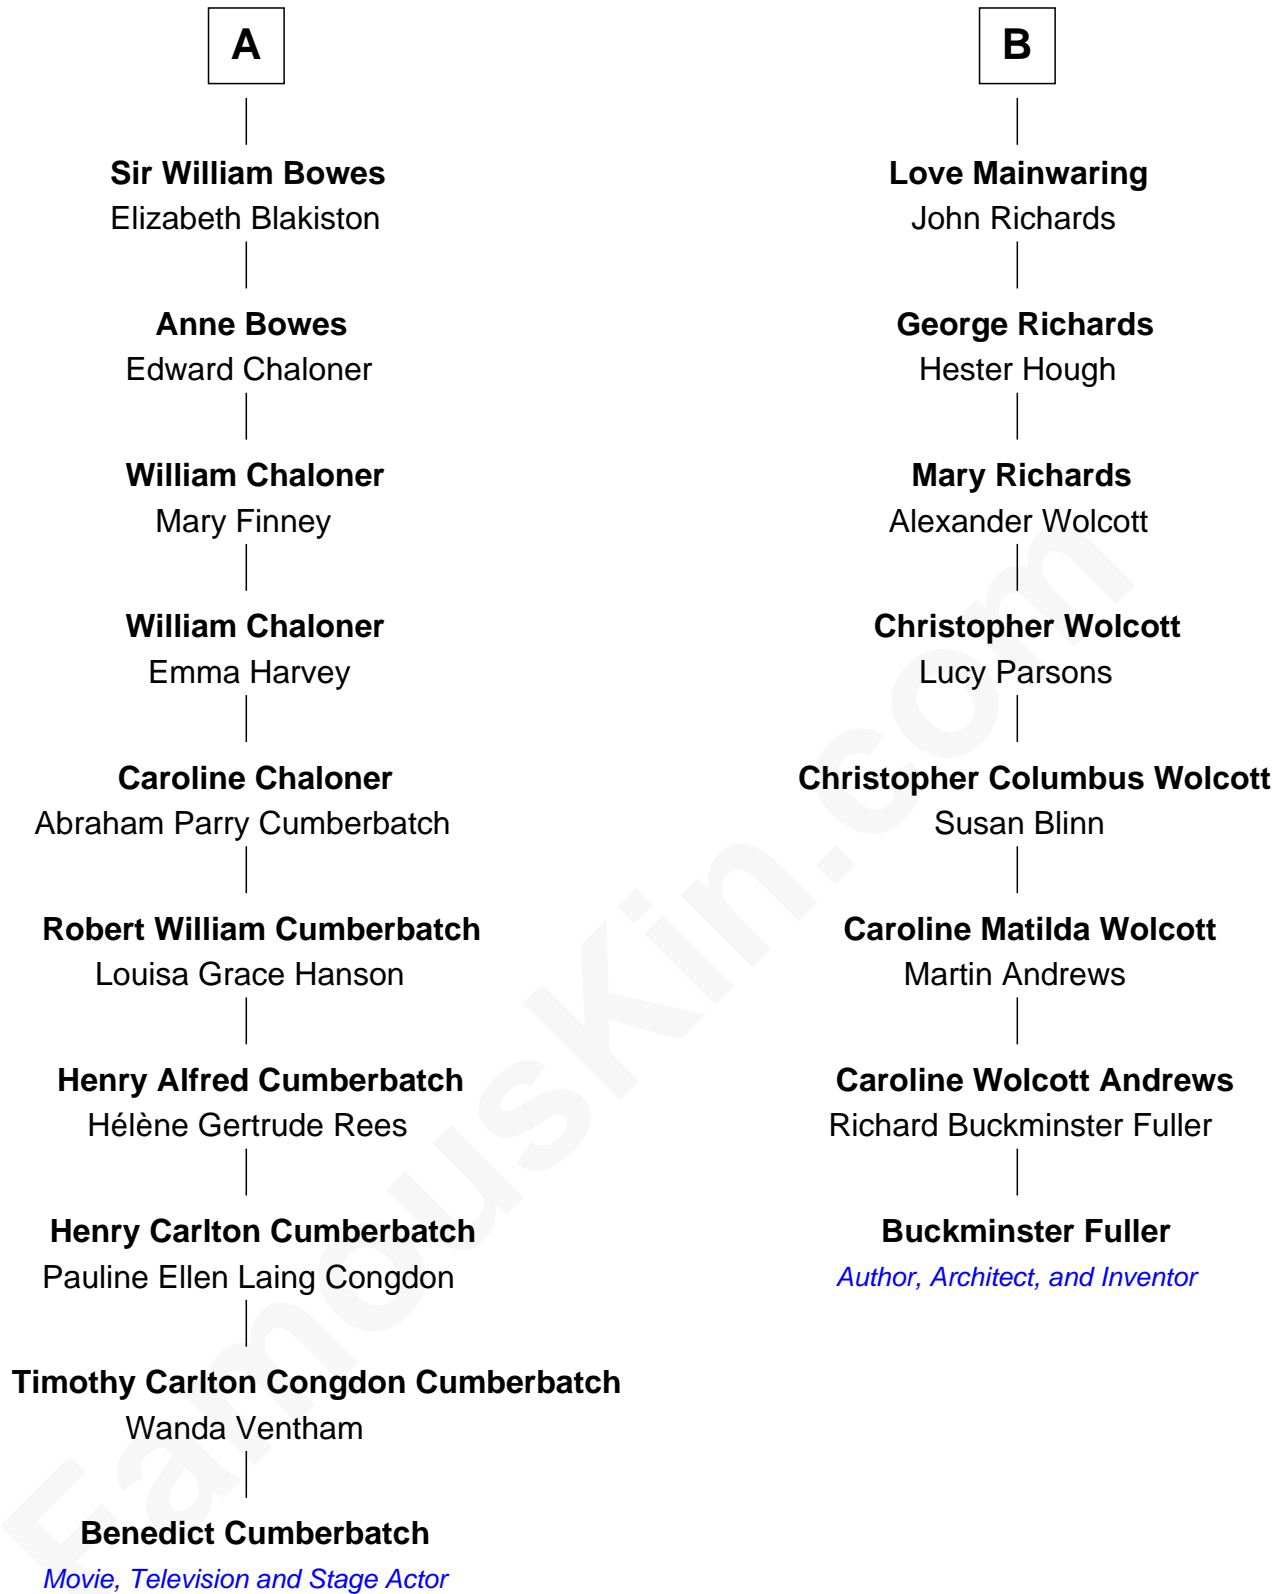 A
Sir William Bowes
Elizabeth Blakiston
Anne Bowes
Edward Chaloner
William Chaloner
Mary Finney
William Chaloner
Emma Harvey
Caroline Chaloner
Abraham Parry Cumberbatch
Robert William Cumberbatch
Louisa Grace Hanson
Henry Alfred Cumberbatch
Hélène Gertrude Rees
Henry Carlton Cumberbatch
Pauline Ellen Laing Congdon
Timothy Carlton Congdon Cumberbatch
Wanda Ventham
Benedict Cumberbatch
Movie, Television and Stage Actor
B
Love Mainwaring
John Richards
George Richards
Hester Hough
Mary Richards
Alexander Wolcott
Christopher Wolcott
Lucy Parsons
Christopher Columbus Wolcott
Susan Blinn
Caroline Matilda Wolcott
Martin Andrews
Caroline Wolcott Andrews
Richard Buckminster Fuller
Buckminster Fuller
Author, Architect, and Inventor
FamousKin.com